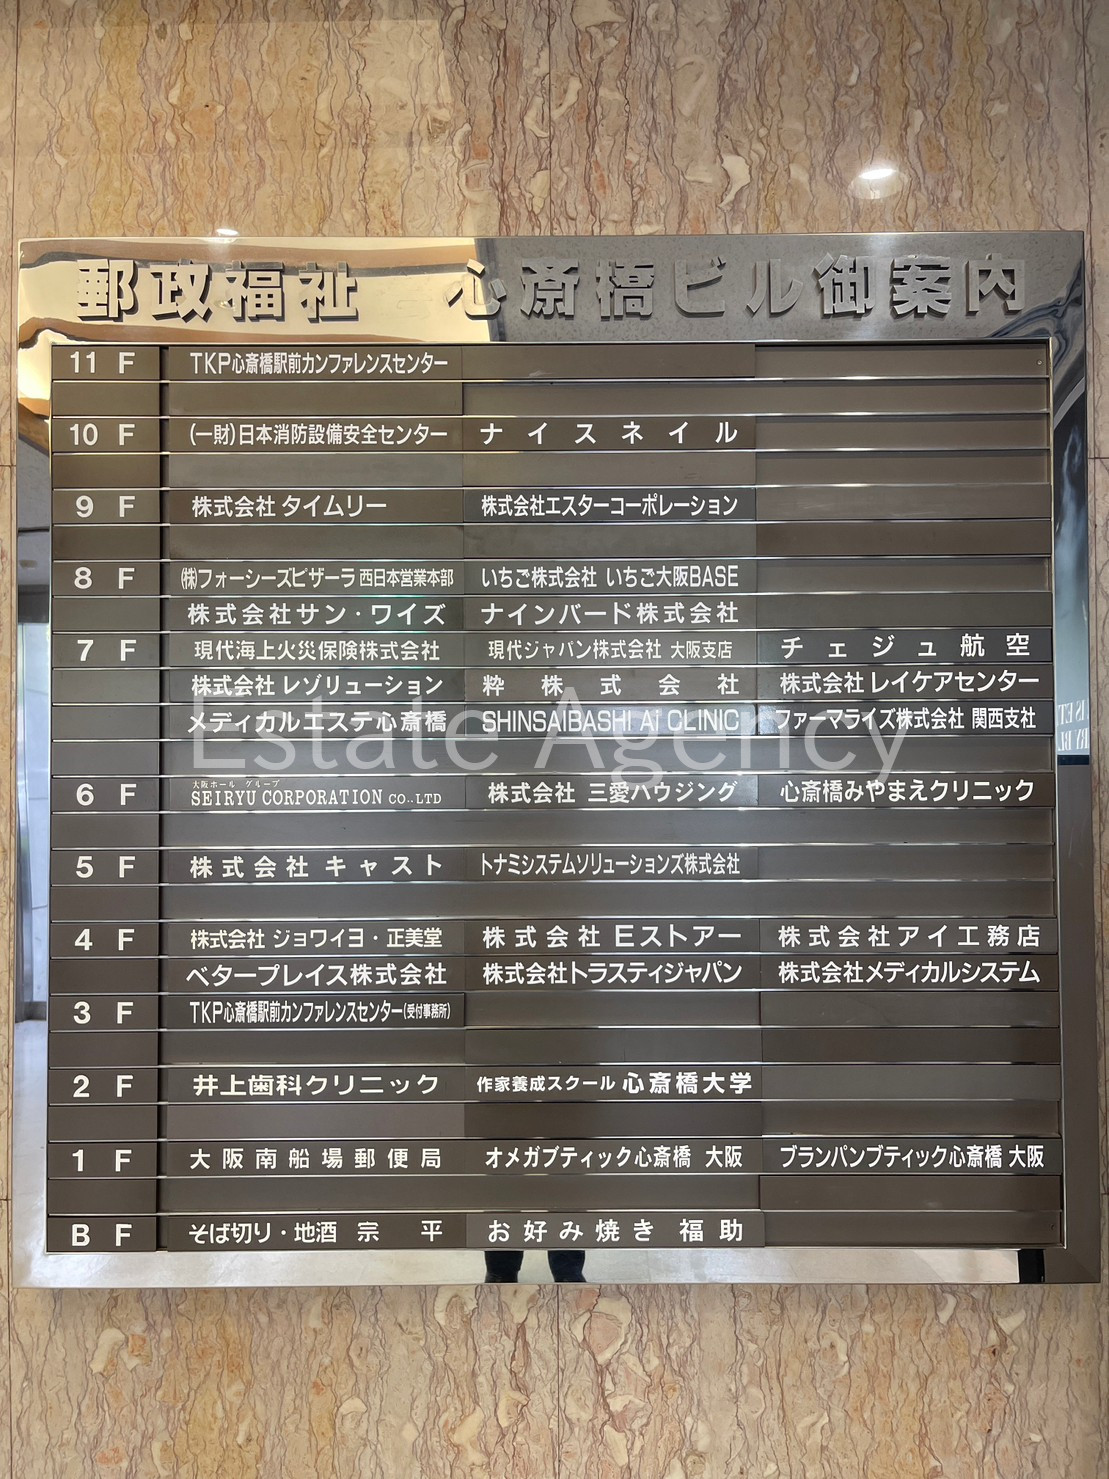 郵政福祉 心斎橋ビル御案内
11 F TKP心斎橋駅前カンファレンスセンター
10 F (一財)日本消防設備安全センター ナイスネイル
9 F 株式会社 タイムリー 株式会社エスターコーポレーション
8 F ㈱フォーシーズピザーラ 西日本営業本部 いちご株式会社 いちご大阪BASE
株式会社サン・ワイズ ナインバード株式会社
7 F 現代海上火災保険株式会社 現代ジャパン株式会社 大阪支店 チェジュ航空
株式会社 レゾリューション 粋株式会社 株式会社 レイケアセンター
メディカルエステ心斎橋 SHINSAIBASHI Ai CLINIC ファーマライズ株式会社 関西支社
Estate Agency
大阪ホール グループ
6 F SEIRYU CORPORATION CO.,LTD 株式会社 三愛ハウジング 心斎橋みやまえクリニック
5 F 株式会社キャスト トナミシステムソリューションズ株式会社
4 F 株式会社 ジョワイヨ・正美堂 株式会社 Eストアー 株式会社アイ工務店
ベタープレイス株式会社 株式会社トラスティジャパン 株式会社メディカルシステム
3 F TKP心斎橋駅前カンファレンスセンター(受付事務所)
2 F 井上歯科クリニック 作家養成スクール 心斎橋大学
1 F 大阪南船場郵便局 オメガブティック心斎橋 大阪 ブランパンブティック心斎橋 大阪
B F そば切り・地酒 宗平 お好み焼き 福助